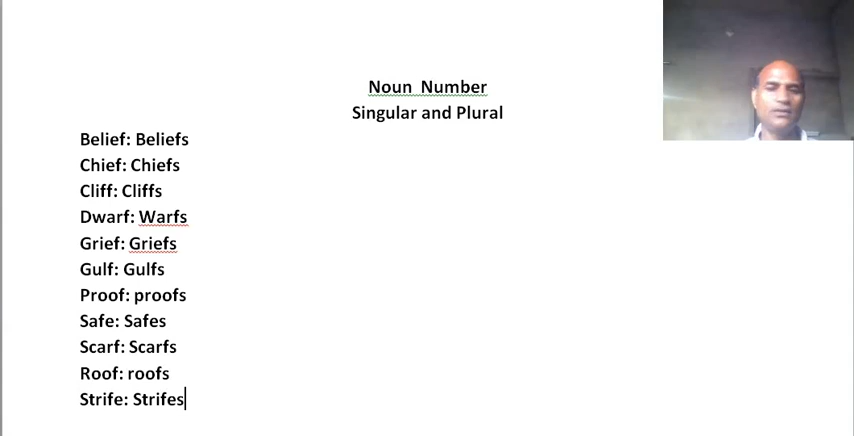 Noun Number
Singular and Plural
Belief: Beliefs
Chief: Chiefs
Cliff: Cliffs
Dwarf: Warfs
Grief: Griefs
Gulf: Gulfs
Proof: proofs
Safe: Safes
Scarf: Scarfs
Roof: roofs
Strife: Strifes